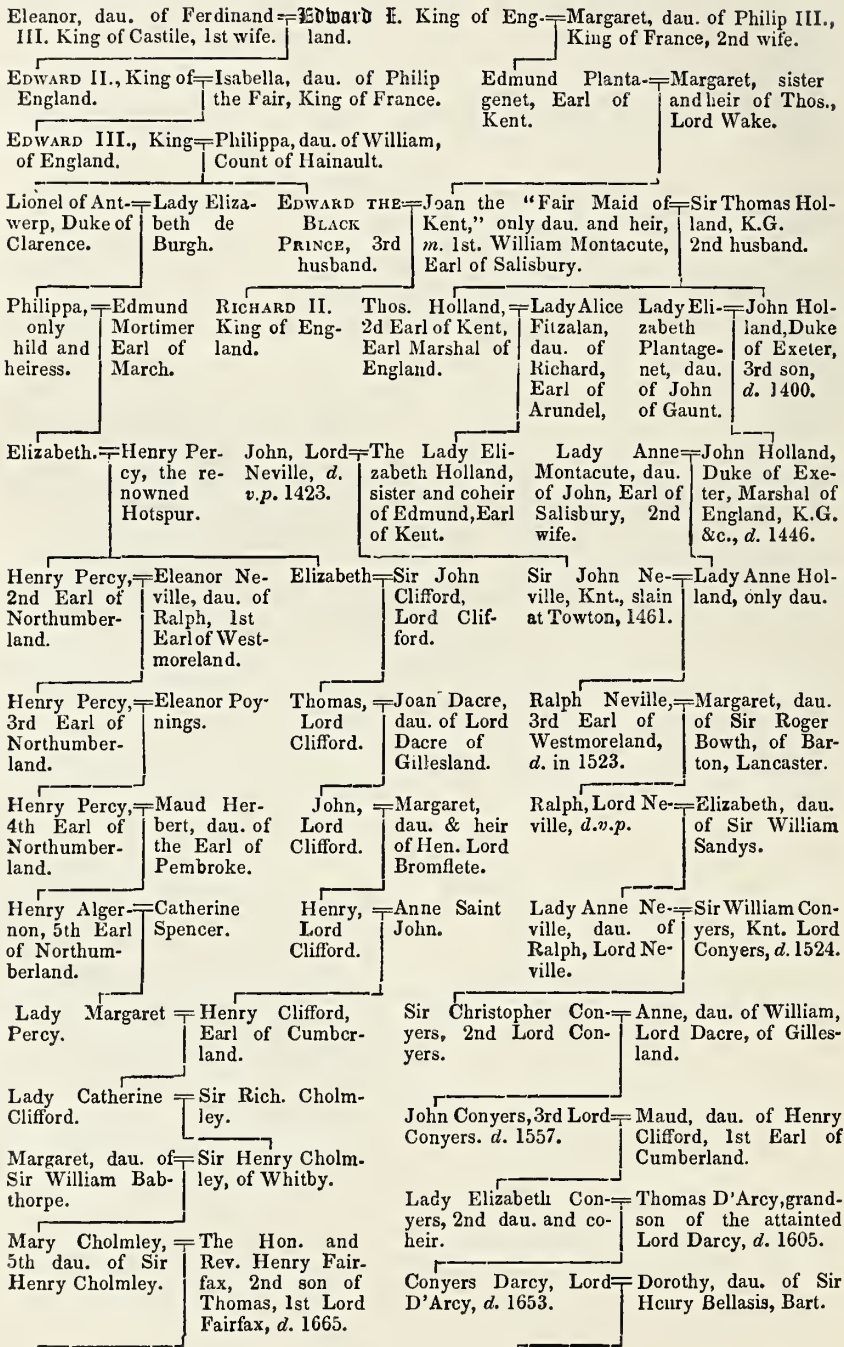 Eleanor, dau. of Ferdinand
III. King of Castile, 1st wife.
Edward I. King of Eng-
land.
Margaret, dau. of Philip III.,
King of France, 2nd wife.
EDWARD II., King of
England.
Isabella, dau. of Philip
the Fair, King of France.
Edmund Planta-
genet, Earl of
Kent.
Margaret, sister
and heir of Thos.,
Lord Wake.
EDWARD III., King
of England.
Philippa, dau. of William,
Count of Hainault.
Lionel of Ant-
werp, Duke of
Clarence.
Lady Eliza-
beth de
Burgh.
EDWARD THE
BLACK
PRINCE, 3rd
husband.
Joan the "Fair Maid of
Kent," only dau. and heir,
m. 1st. William Montacute,
Earl of Salisbury.
Sir Thomas Hol-
land, K.G.
2nd husband.
Philippa,
only
hild and
heiress.
Edmund
Mortimer
Earl of
March.
RICHARD II.
King of Eng-
land.
Thos. Holland,
2d Earl of Kent,
Earl Marshal of
England.
Lady Alice
Fitzalan,
dau. of
Richard,
Earl of
Arundel,
Lady Eli-
zabeth
Plantage-
net, dau.
of John
of Gaunt.
John Hol-
land, Duke
of Exeter,
3rd son,
d. 1400.
Elizabeth.
Henry Per-
cy, the re-
nowned
Hotspur.
John, Lord
Neville, d.
v.p. 1423.
The Lady Eli-
zabeth Holland,
sister and coheir
of Edmund, Earl
of Kent.
Lady Anne
Montacute, dau.
of John, Earl of
Salisbury, 2nd
wife.
John Holland,
Duke of Exe-
ter, Marshal of
England, K.G.
&c., d. 1446.
Henry Percy,
2nd Earl of
Northumber-
land.
Eleanor Ne-
ville, dau. of
Ralph, 1st
Earl of West-
moreland.
Elizabeth
Sir John
Clifford,
Lord Clif-
ford.
Sir John Ne-
ville, Knt., slain
at Towton, 1461.
Lady Anne Hol-
land, only dau.
Henry Percy,
3rd Earl of
Northumber-
land.
Eleanor Poy-
nings.
Thomas,
Lord
Clifford.
Joan Dacre,
dau. of Lord
Dacre of
Gillesland.
Ralph Neville,
3rd Earl of
Westmoreland,
d. in 1523.
Margaret, dau.
of Sir Roger
Bowth, of Bar-
ton, Lancaster.
Henry Percy,
4th Earl of
Northumber-
land.
Maud Her-
bert, dau. of
the Earl of
Pembroke.
John,
Lord
Clifford.
Margaret,
dau. & heir
of Hen. Lord
Bromflete.
Ralph, Lord Ne-
ville, d.v.p.
Elizabeth, dau.
of Sir William
Sandys.
Henry Alger-
non, 5th Earl
of Northum-
berland.
Catherine
Spencer.
Henry,
Lord
Clifford.
Anne Saint
John.
Lady Anne Ne-
ville, dau. of
Ralph, Lord Ne-
ville.
Sir William Con-
yers, Knt. Lord
Conyers, d. 1524.
Lady Margaret
Percy.
Henry Clifford,
Earl of Cumber-
land.
Sir Christopher Con-
yers, 2nd Lord Con-
yers.
Anne, dau. of William,
Lord Dacre, of Gilles-
land.
Lady Catherine
Clifford.
Sir Rich. Cholm-
ley.
John Conyers, 3rd Lord
Conyers. d. 1557.
Maud, dau. of Henry
Clifford, 1st Earl of
Cumberland.
Margaret, dau. of
Sir William Bab-
thorpe.
Sir Henry Cholm-
ley, of Whitby.
Lady Elizabeth Con-
yers, 2nd dau. and co-
heir.
Thomas D'Arcy, grand-
son of the attainted
Lord Darcy, d. 1605.
Mary Cholmley,
5th dau. of Sir
Henry Cholmley.
The Hon. and
Rev. Henry Fair-
fax, 2nd son of
Thomas, 1st Lord
Fairfax, d. 1665.
Conyers Darcy, Lord
D'Arcy, d. 1653.
Dorothy, dau. of Sir
Henry Bellasis, Bart.